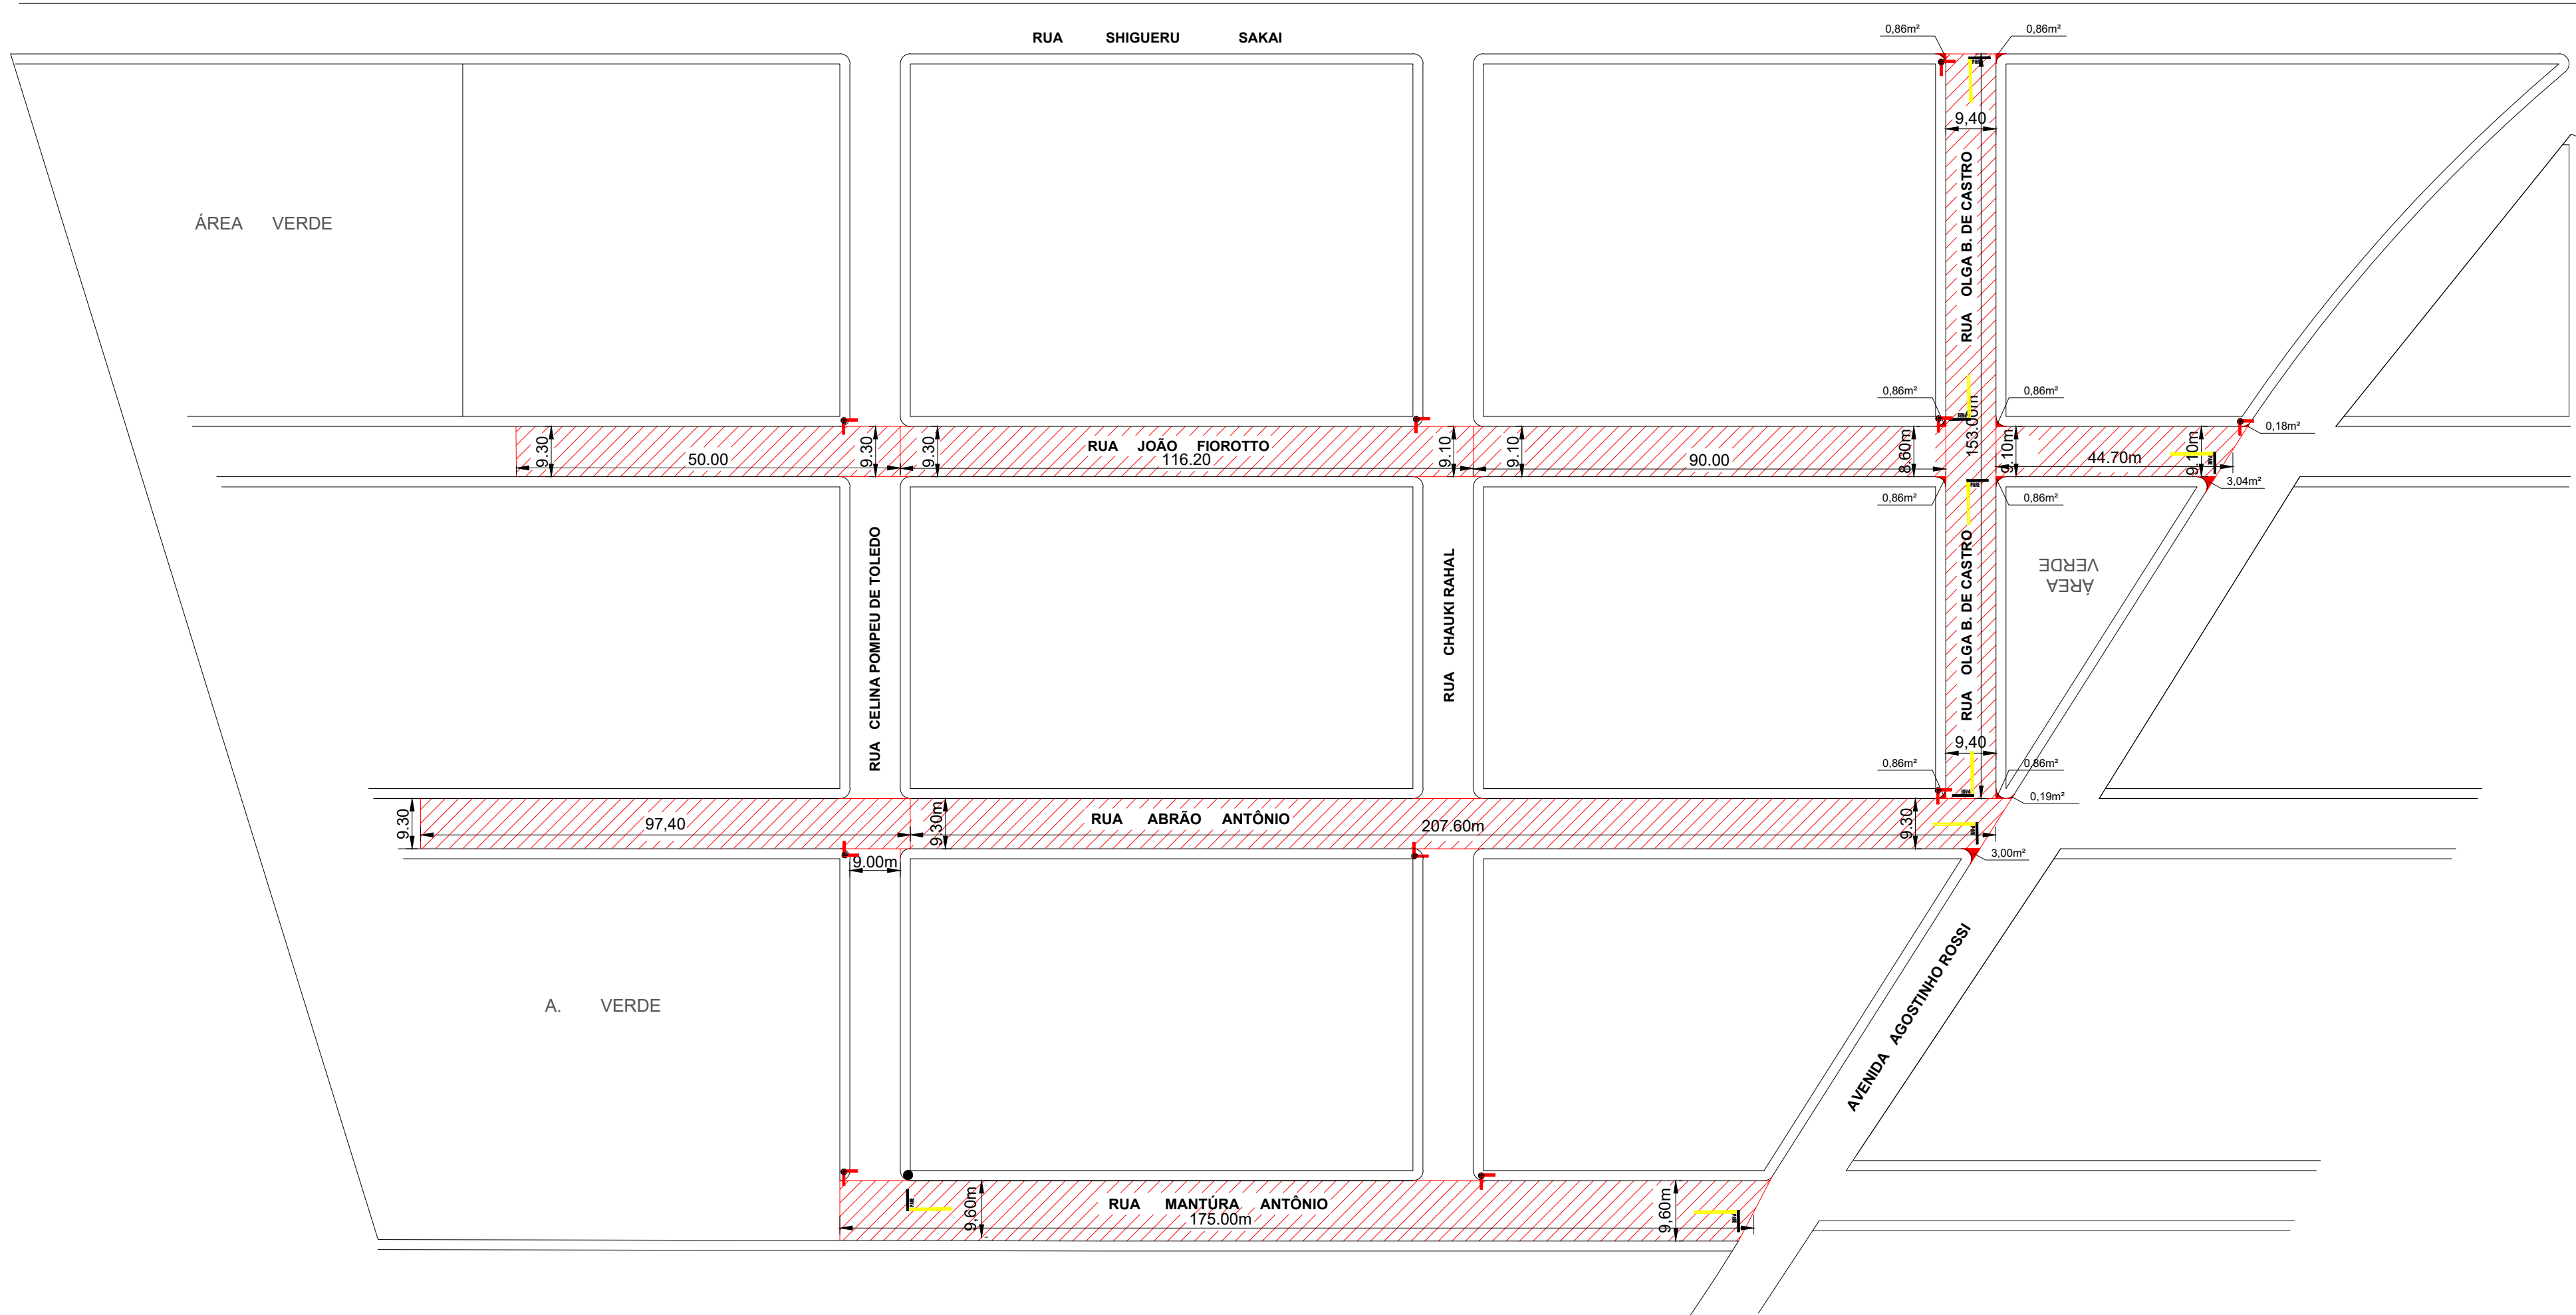 RUA SHIGUERU SAKAI
0,86m²
0,86m²
9,40
RUA OLGA B. DE CASTRO
ÁREA VERDE
0,86m²
0,86m²
0,18m²
9.30
50.00
9.30
9.30
RUA JOÃO FIOROTTO
116.20
9.10
9.10
90.00
8.60m
153.00m
9.10m
44.70m
9.10m
3,04m²
0,86m²
0,86m²
RUA CELINA POMPEU DE TOLEDO
RUA CHAUKI RAHAL
RUA OLGA B. DE CASTRO
ÁREA
VERDE
9,40
0,86m²
0,86m²
0,19m²
9.30
97,40
9.30m
RUA ABRÃO ANTÔNIO
207.60m
9.30
3,00m²
9.00m
A. VERDE
AVENIDA AGOSTINHO ROSSI
9,60m
RUA MANTÚRA ANTÔNIO
175.00m
9,60m